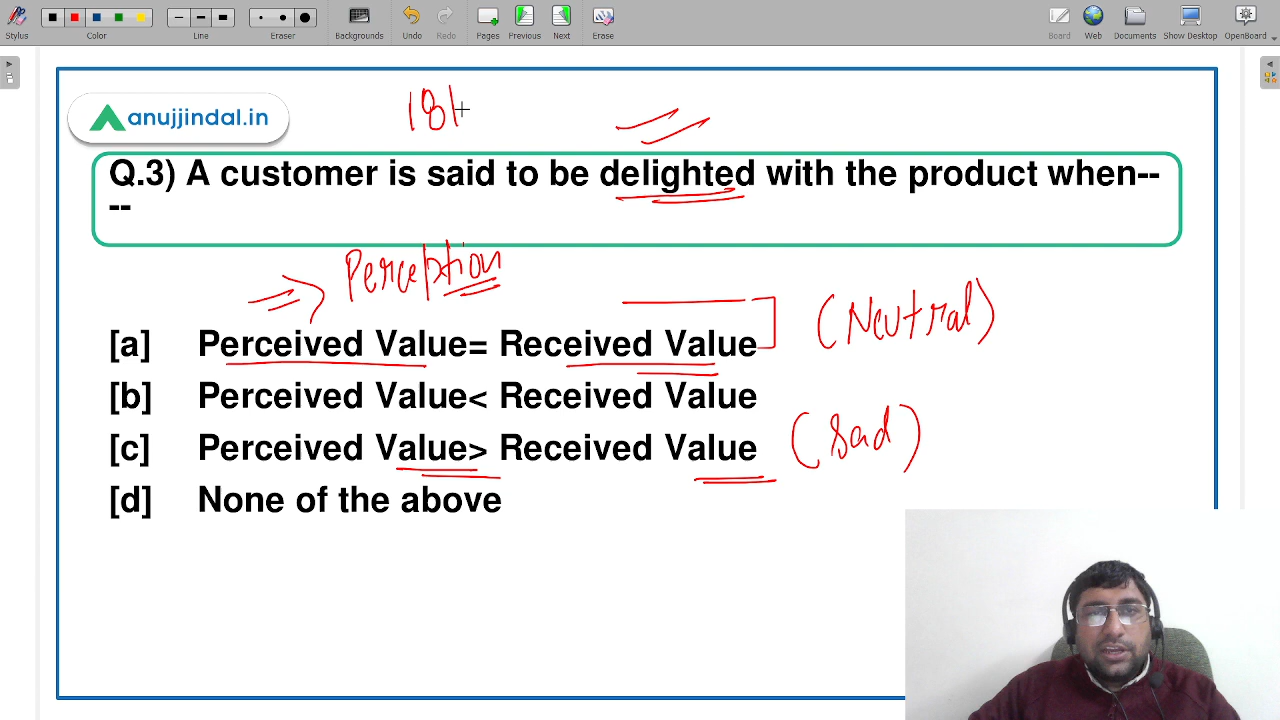 Stylus
Color
Line
Eraser
Backgrounds
Undo
Redo
Pages
Previous
Next
Erase
Board
Web
Documents
Show Desktop
OpenBoard
18k
anujjindal.in
Q.3) A customer is said to be delighted with the product when--
--
Perception
[a] Perceived Value= Received Value
(Neutral)
[b] Perceived Value< Received Value
[c] Perceived Value> Received Value
(Sad)
[d] None of the above